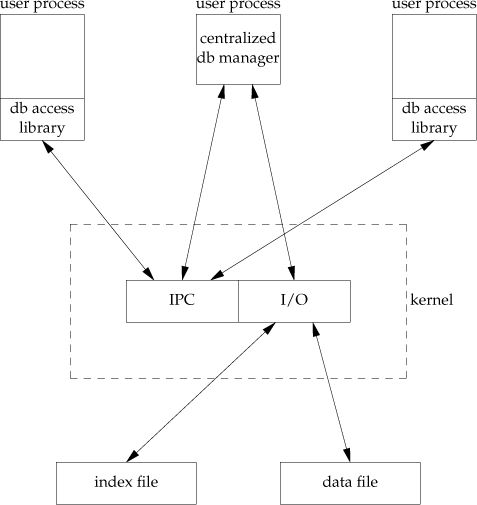 user process
user process
user process
centralized
db manager
db access
library
db access
library
IPC
I/O
kernel
index file
data file